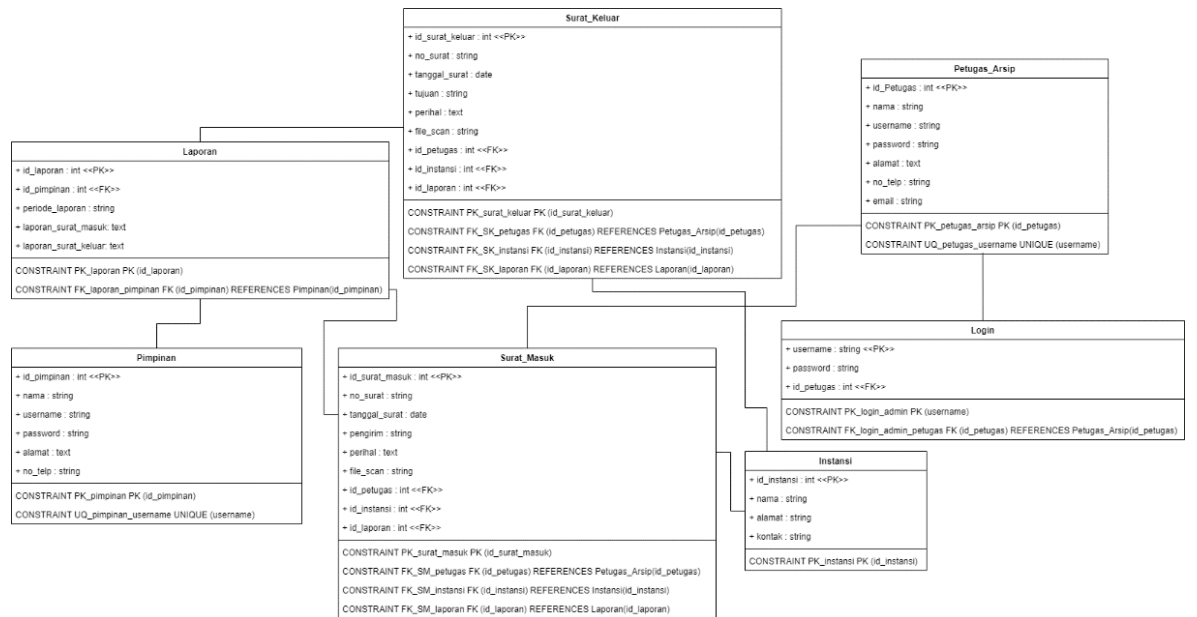 Surat_Keluar
+ id_surat_keluar : int <<PK>>
+ no_surat : string
+ tanggal_surat : date
+ tujuan : string
+ perihal : text
+ file_scan : string
+ id_petugas : int <<FK>>
+ id_instansi : int <<FK>>
+ id_laporan : int <<FK>>
CONSTRAINT PK_surat_keluar PK (id_surat_keluar)
CONSTRAINT FK_SK_petugas FK (id_petugas) REFERENCES Petugas_Arsip(id_petugas)
CONSTRAINT FK_SK_instansi FK (id_instansi) REFERENCES Instansi(id_instansi)
CONSTRAINT FK_SK_laporan FK (id_laporan) REFERENCES Laporan(id_laporan)
Petugas_Arsip
+ id_Petugas : int <<PK>>
+ nama : string
+ username : string
+ password : string
+ alamat : text
+ no_telp : string
+ email : string
CONSTRAINT PK_petugas_arsip PK (id_petugas)
CONSTRAINT UQ_petugas_username UNIQUE (username)
Laporan
+ id_laporan : int <<PK>>
+ id_pimpinan : int <<FK>>
+ periode_laporan : string
+ laporan_surat_masuk: text
+ laporan_surat_keluar: text
CONSTRAINT PK_laporan PK (id_laporan)
CONSTRAINT FK_laporan_pimpinan FK (id_pimpinan) REFERENCES Pimpinan(id_pimpinan)
Login
+ username : string <<PK>>
+ password : string
+ id_petugas : int <<FK>>
CONSTRAINT PK_login_admin PK (username)
CONSTRAINT FK_login_admin_petugas FK (id_petugas) REFERENCES Petugas_Arsip(id_petugas)
Pimpinan
+ id_pimpinan : int <<PK>>
+ nama : string
+ username : string
+ password : string
+ alamat : text
+ no_telp : string
CONSTRAINT PK_pimpinan PK (id_pimpinan)
CONSTRAINT UQ_pimpinan_username UNIQUE (username)
Surat_Masuk
+ id_surat_masuk : int <<PK>>
+ no_surat : string
+ tanggal_surat : date
+ pengirim : string
+ perihal : text
+ file_scan : string
+ id_petugas : int <<FK>>
+ id_instansi : int <<FK>>
+ id_laporan : int <<FK>>
CONSTRAINT PK_surat_masuk PK (id_surat_masuk)
CONSTRAINT FK_SM_petugas FK (id_petugas) REFERENCES Petugas_Arsip(id_petugas)
CONSTRAINT FK_SM_instansi FK (id_instansi) REFERENCES Instansi(id_instansi)
CONSTRAINT FK_SM_laporan FK (id_laporan) REFERENCES Laporan(id_laporan)
Instansi
+ id_instansi : int <<PK>>
+ nama : string
+ alamat : string
+ kontak : string
CONSTRAINT PK_instansi PK (id_instansi)